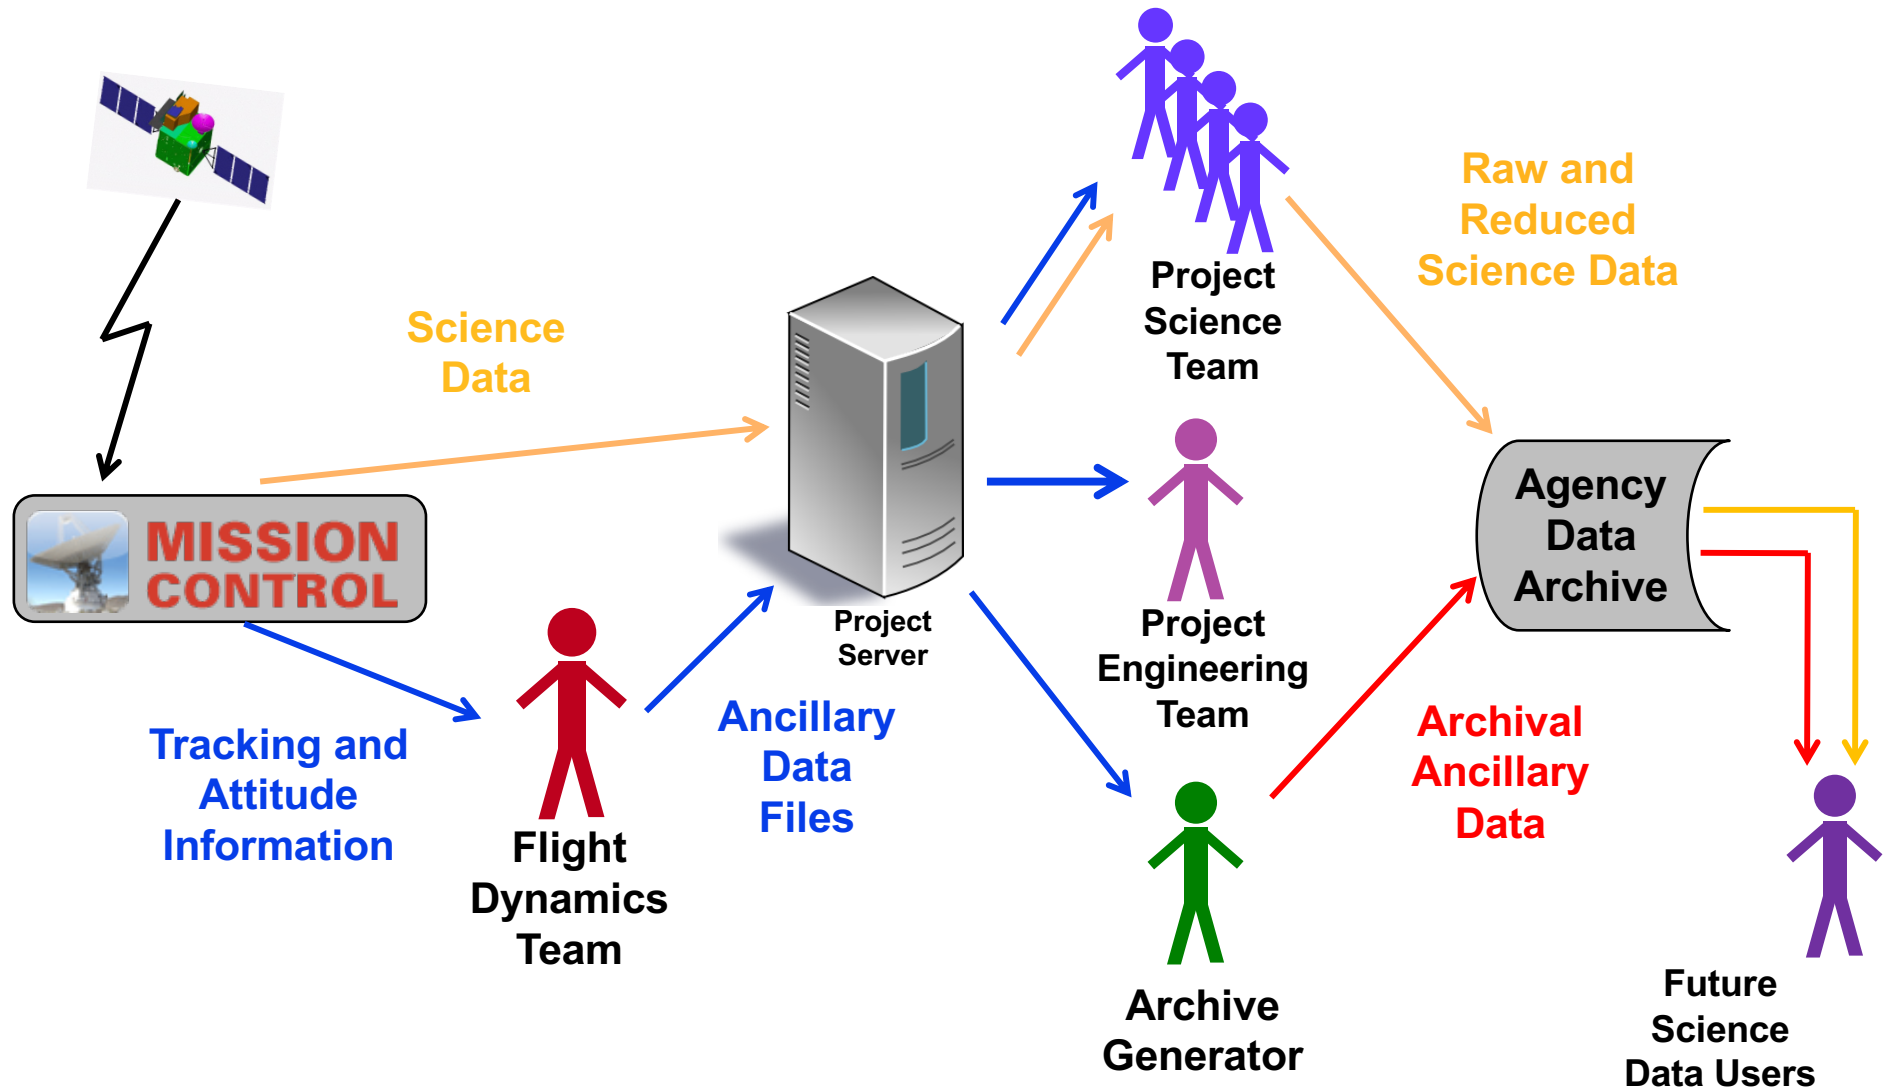 Project
Science
Team
Raw and
Reduced
Science Data
Science
Data
MISSION
CONTROL
Project
Server
Project
Engineering
Team
Agency
Data
Archive
Tracking and
Attitude
Information
Flight
Dynamics
Team
Ancillary
Data
Files
Archival
Ancillary
Data
Archive
Generator
Future
Science
Data Users